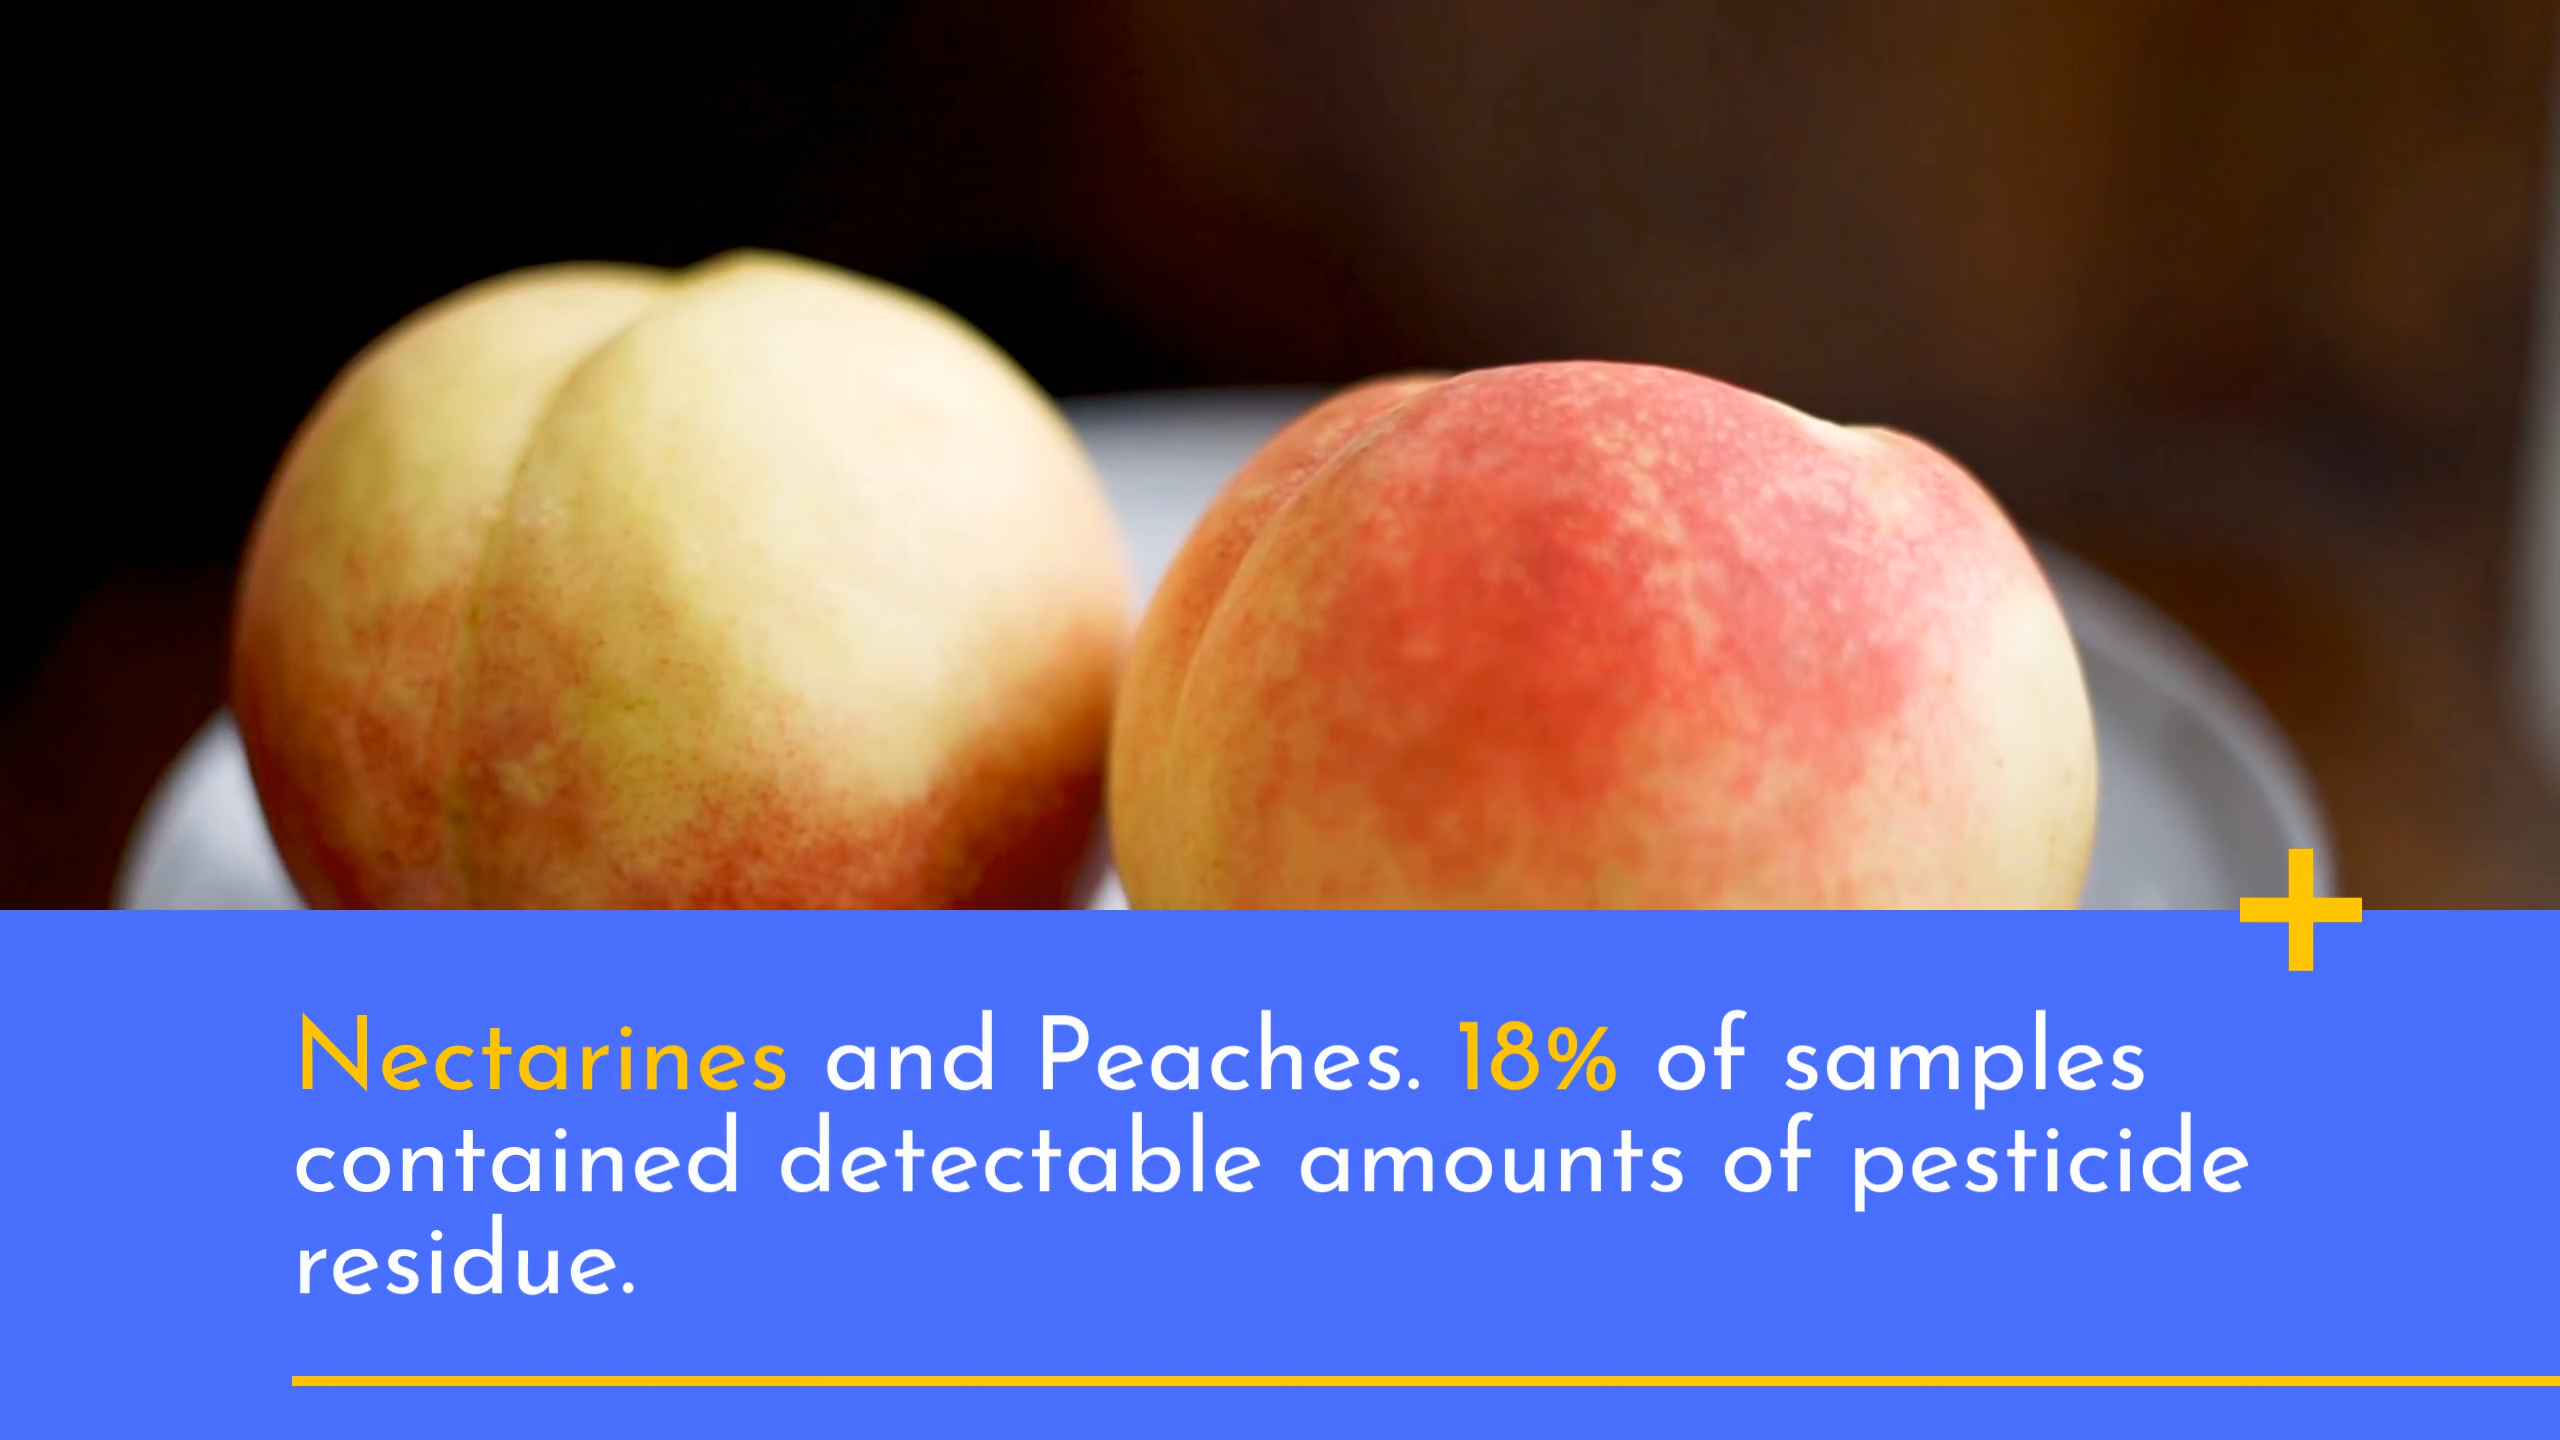 Nectarines and Peaches. 18% of samples
contained detectable amounts of pesticide
residue.